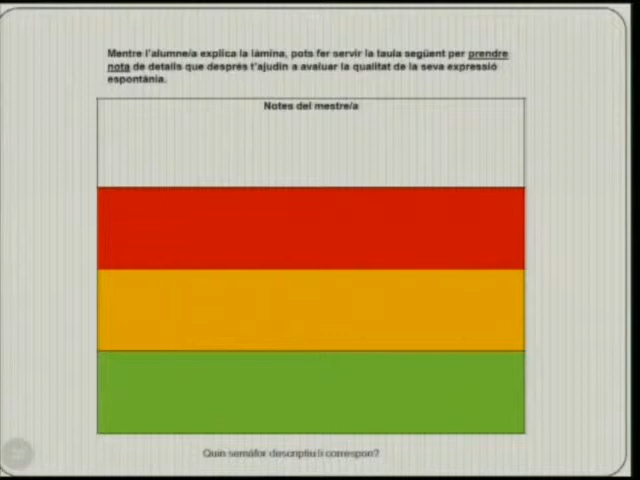 Mentre l'alumne/a explica la làmina, pots fer servir la taula següent per prendre
nota de detalls que després t'ajudin a avaluar la qualitat de la seva expressió
espontània.
Notes del mestre/a
Quin semàfor descriptiu li correspon?